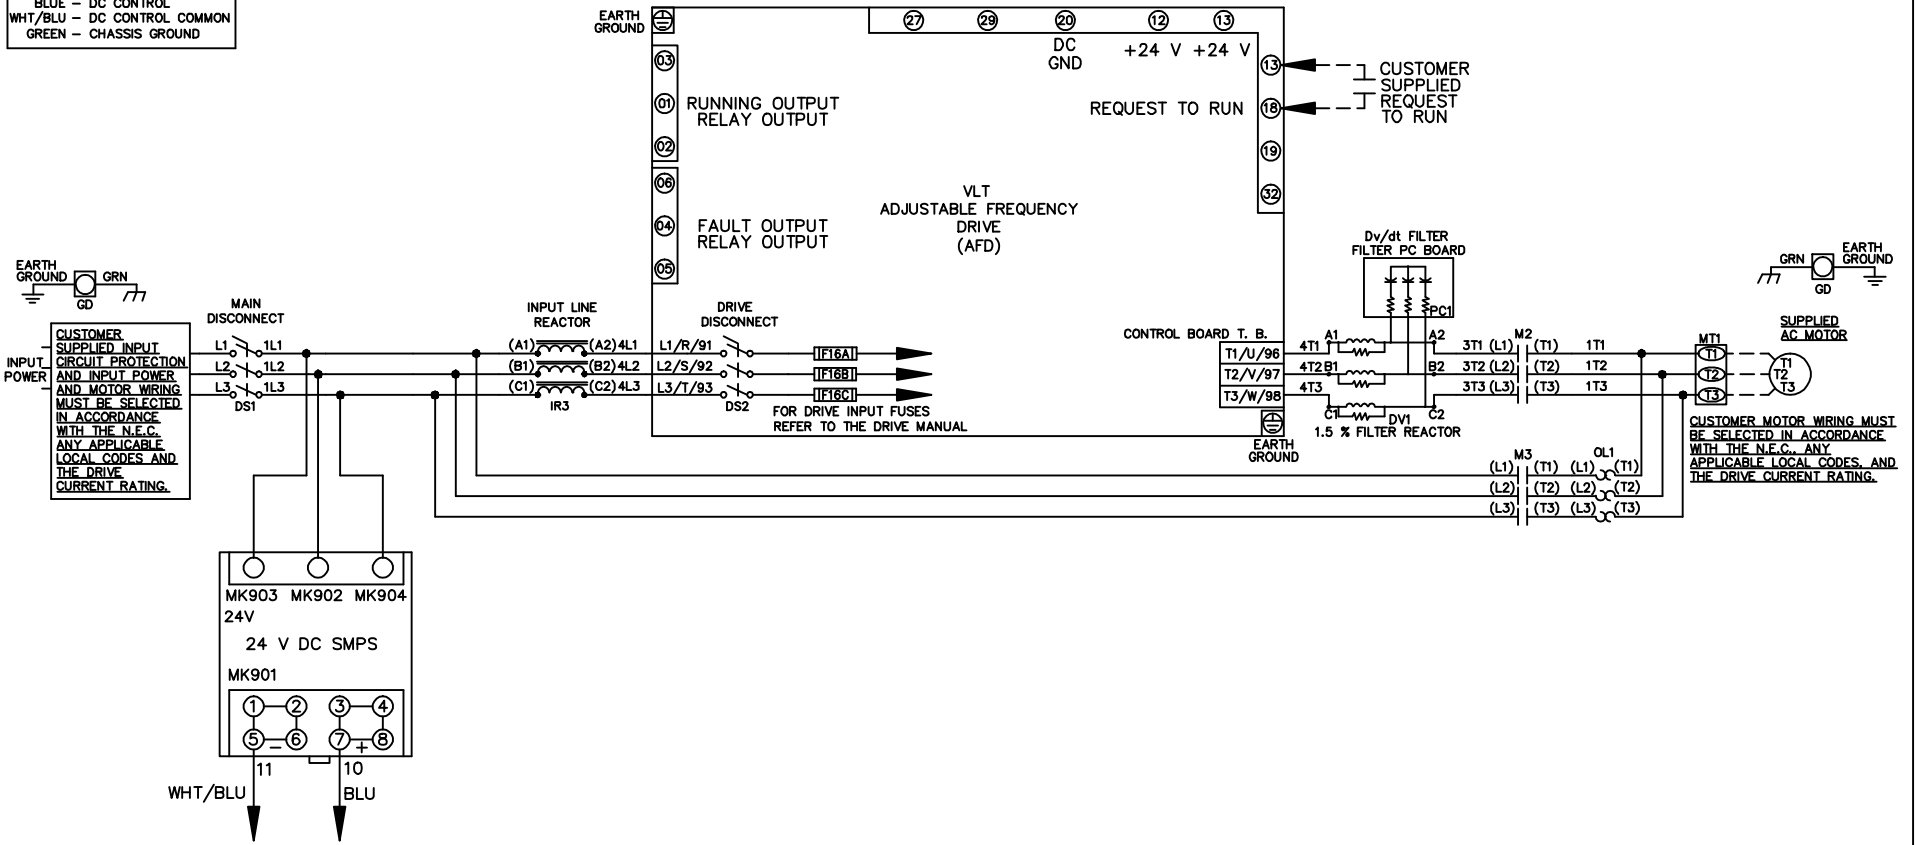 BLUE – DC CONTROL
WHT/BLU – DC CONTROL COMMON
GREEN – CHASSIS GROUND
EARTH
GROUND
27 29 20 12 13
DC
GND
+24 V +24 V
03
01
02
RUNNING OUTPUT
RELAY OUTPUT
06
04
05
FAULT OUTPUT
RELAY OUTPUT
13
18
19
32
REQUEST TO RUN
CUSTOMER
SUPPLIED
REQUEST
TO RUN
VLT
ADJUSTABLE FREQUENCY
DRIVE
(AFD)
EARTH
GROUND
GRN
GD
INPUT
POWER
CUSTOMER
SUPPLIED INPUT
CIRCUIT PROTECTION
AND INPUT POWER
AND MOTOR WIRING
MUST BE SELECTED
IN ACCORDANCE
WITH THE N.E.C.
ANY APPLICABLE
LOCAL CODES AND
THE DRIVE
CURRENT RATING.
MAIN
DISCONNECT
L1 1L1
L2 1L2
L3 1L3
DS1
INPUT LINE
REACTOR
(A1) (A2) 4L1
(B1) (B2) 4L2
(C1) (C2) 4L3
IR3
DRIVE
DISCONNECT
L1/R/91
L2/S/92
L3/T/93
DS2
F16A
F16B
F16C
FOR DRIVE INPUT FUSES
REFER TO THE DRIVE MANUAL
CONTROL BOARD T. B.
T1/U/96
T2/V/97
T3/W/98
EARTH
GROUND
Dv/dt FILTER
FILTER PC BOARD
PC1
4T1 A1 A2
4T2 B1 B2
4T3 C1 C2
DV1
1.5 % FILTER REACTOR
M2
3T1 (L1) (T1) 1T1
3T2 (L2) (T2) 1T2
3T3 (L3) (T3) 1T3
M3 OL1
(L1) (T1) (L1) (T1)
(L2) (T2) (L2) (T2)
(L3) (T3) (L3) (T3)
GRN
EARTH
GROUND
GD
SUPPLIED
AC MOTOR
MT1
T1
T2
T3
T1
T2
T3
CUSTOMER MOTOR WIRING MUST
BE SELECTED IN ACCORDANCE
WITH THE N.E.C., ANY
APPLICABLE LOCAL CODES, AND
THE DRIVE CURRENT RATING.
MK903 MK902 MK904
24V
24 V DC SMPS
MK901
1 2 3 4
5 – 6 7 + 8
11 10
WHT/BLU BLU